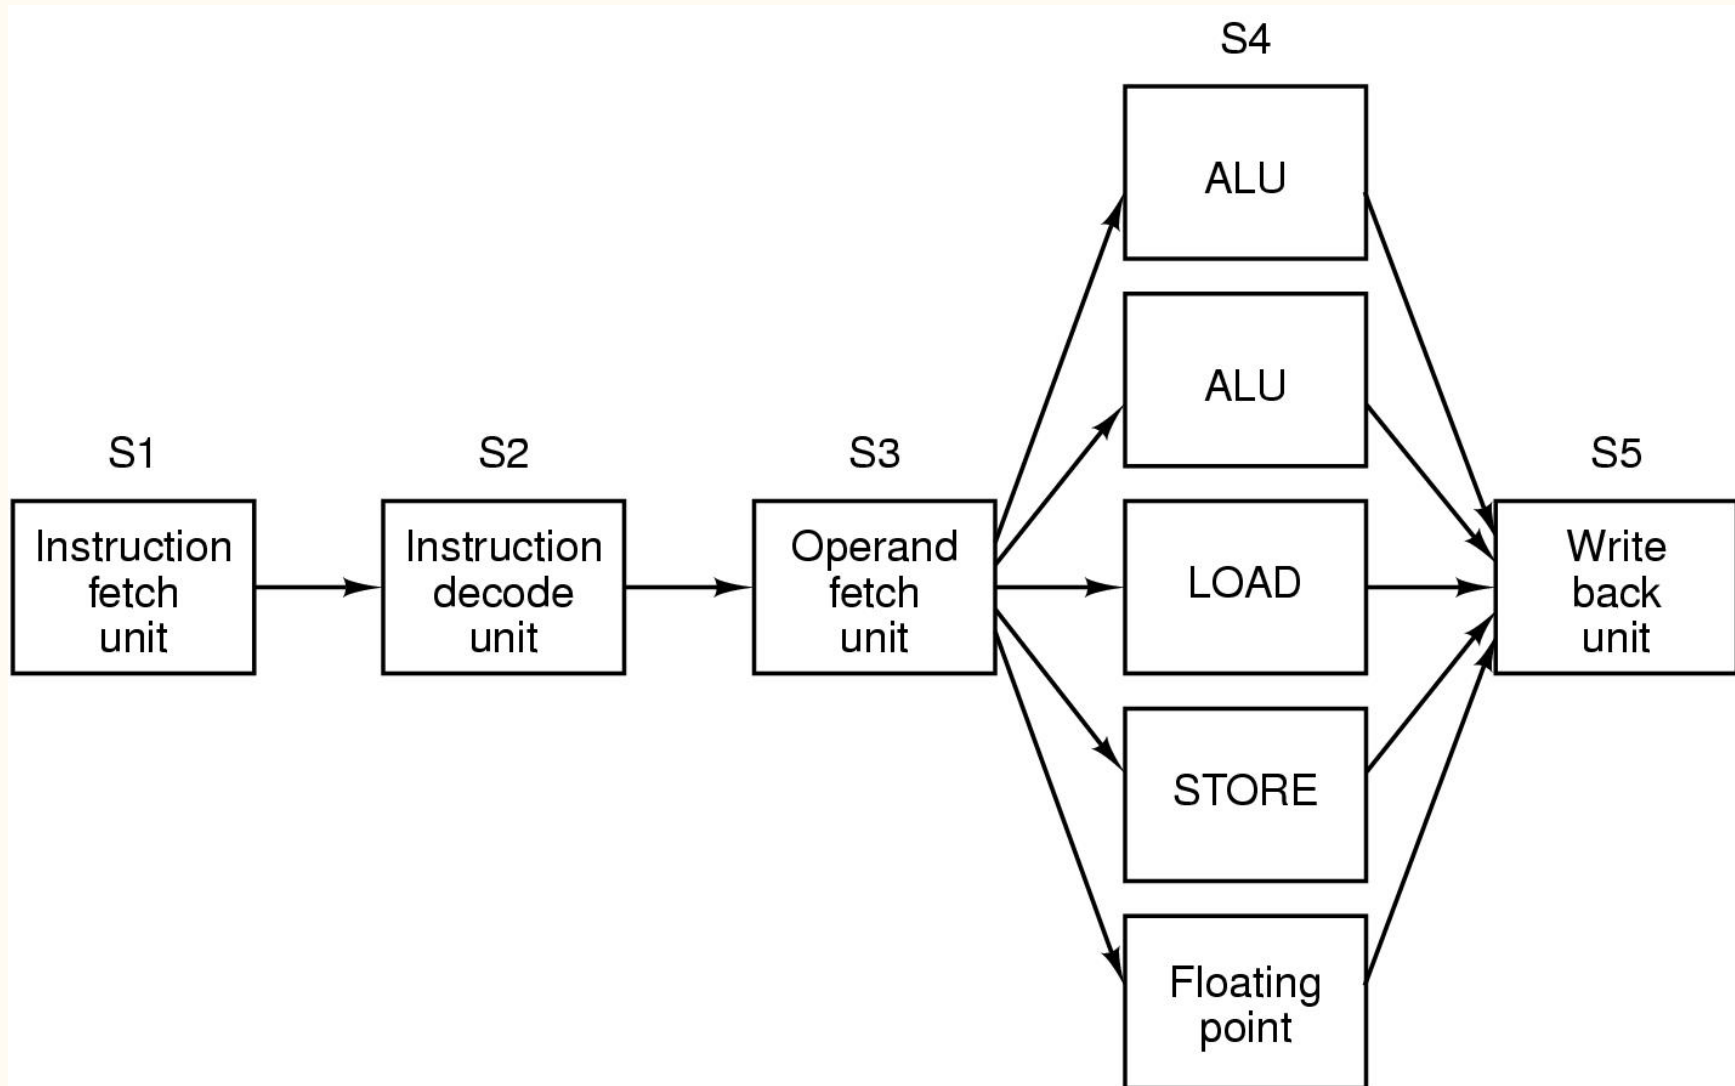 S4
ALU
ALU
S1
S2
S3
S5
Instruction
fetch
unit
Instruction
decode
unit
Operand
fetch
unit
LOAD
Write
back
unit
STORE
Floating
point